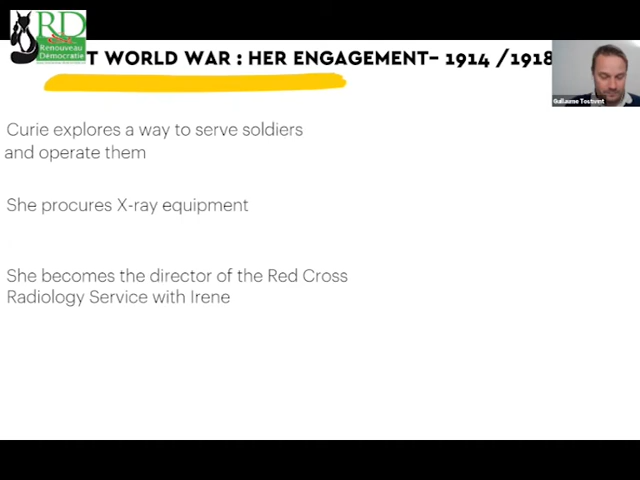 RD
Renouveau
Démocratie
T WORLD WAR : HER ENGAGEMENT– 1914 /1918
Guillaume Tostivint
Curie explores a way to serve soldiers
and operate them
She procures X-ray equipment
She becomes the director of the Red Cross
Radiology Service with Irene